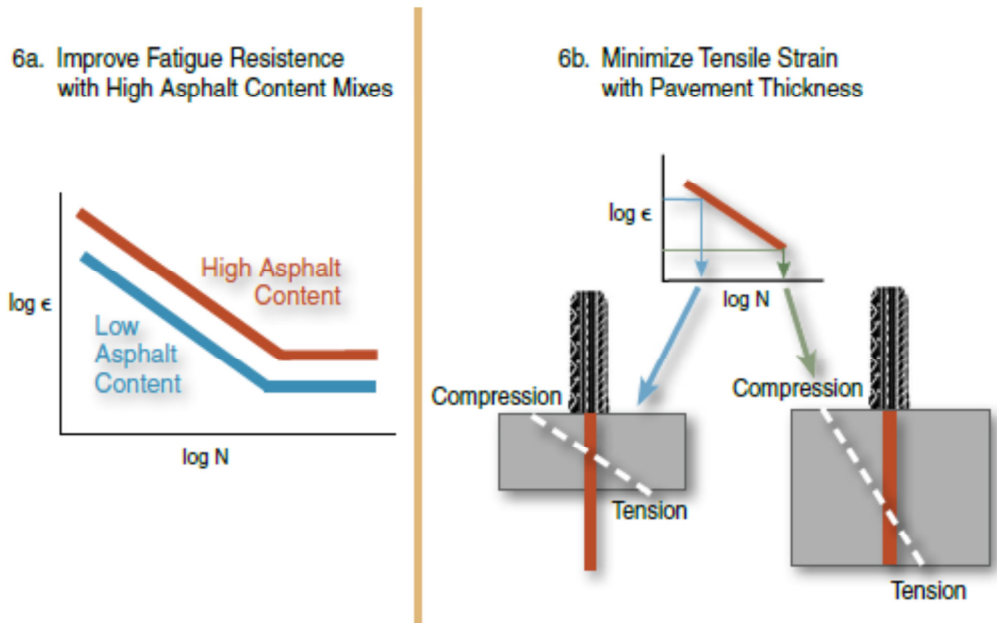 6a. Improve Fatigue Resistence
with High Asphalt Content Mixes
log ϵ
High Asphalt
Content
Low
Asphalt
Content
log N
6b. Minimize Tensile Strain
with Pavement Thickness
log ϵ
log N
Compression
Tension
Compression
Tension